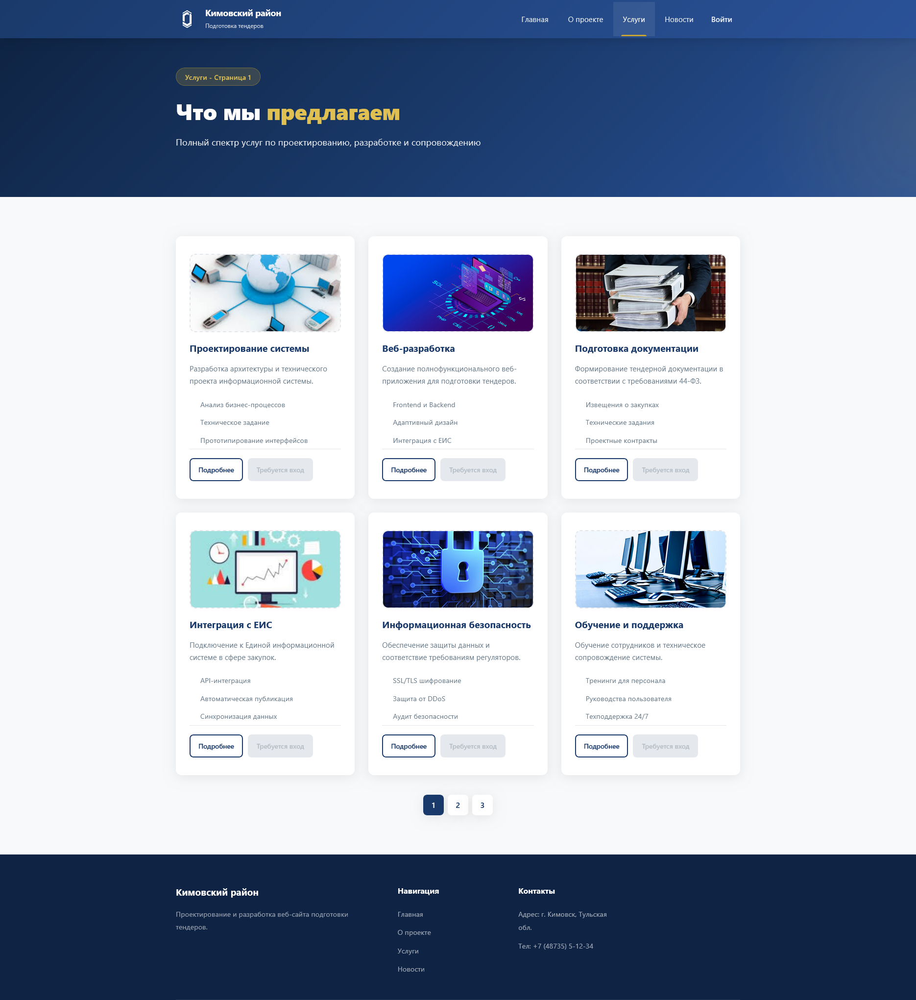 Кимовский район
Подготовка тендеров
Главная
О проекте
Услуги
Новости
Войти
Услуги - Страница 1
Что мы предлагаем
Полный спектр услуг по проектированию, разработке и сопровождению
SQL
PHP
CSS
{}
JAVA
HTML
XML
C++
C#
JS
R
</>
Проектирование системы
Разработка архитектуры и технического
проекта информационной системы.
Анализ бизнес-процессов
Техническое задание
Прототипирование интерфейсов
Подробнее
Требуется вход
Веб-разработка
Создание полнофункционального веб-
приложения для подготовки тендеров.
Frontend и Backend
Адаптивный дизайн
Интеграция с ЕИС
Подробнее
Требуется вход
Подготовка документации
Формирование тендерной документации в
соответствии с требованиями 44-ФЗ.
Извещения о закупках
Технические задания
Проектные контракты
Подробнее
Требуется вход
Интеграция с ЕИС
Подключение к Единой информационной
системе в сфере закупок.
API-интеграция
Автоматическая публикация
Синхронизация данных
Подробнее
Требуется вход
Информационная безопасность
Обеспечение защиты данных и
соответствие требованиям регуляторов.
SSL/TLS шифрование
Защита от DDoS
Аудит безопасности
Подробнее
Требуется вход
Обучение и поддержка
Обучение сотрудников и техническое
сопровождение системы.
Тренинги для персонала
Руководства пользователя
Техподдержка 24/7
Подробнее
Требуется вход
1
2
3
Кимовский район
Проектирование и разработка веб-сайта подготовки
тендеров.
Навигация
Главная
О проекте
Услуги
Новости
Контакты
Адрес: г. Кимовск, Тульская
обл.
Тел: +7 (48735) 5-12-34